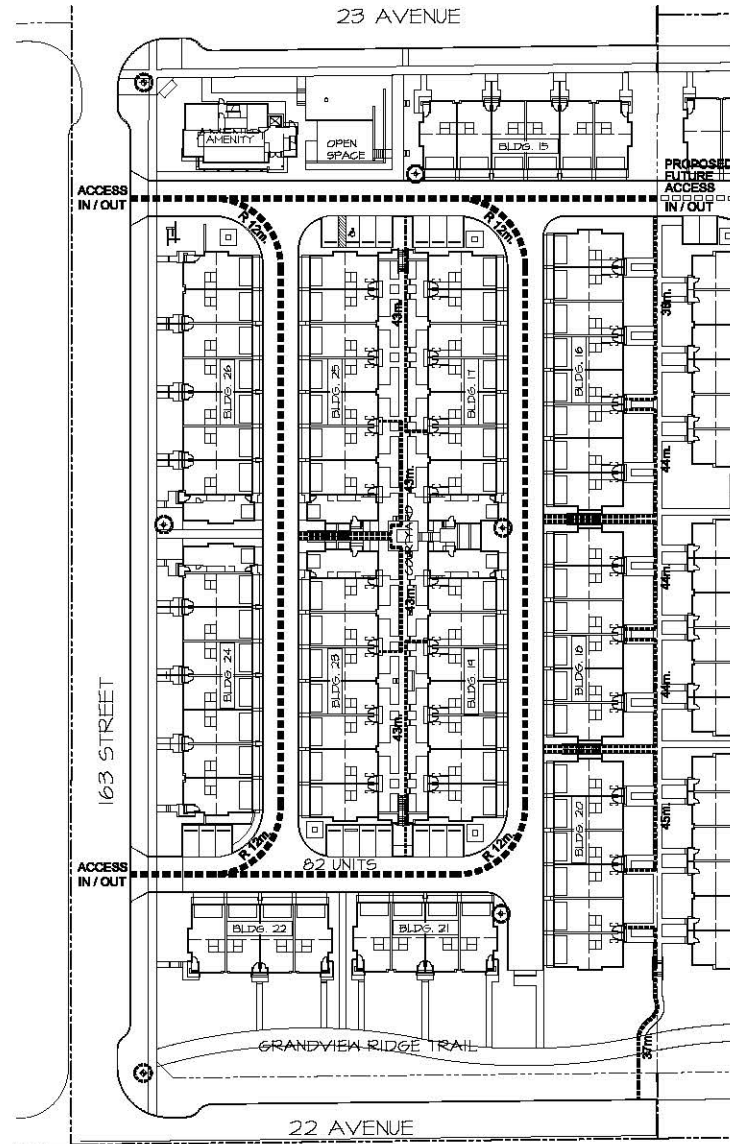 23 AVENUE
AMENITY
OPEN
SPACE
BLDG. 15
PROPOSED
FUTURE
ACCESS
IN / OUT
ACCESS
IN / OUT
R 12m.
R 12m.
43m.
38m.
BLDG. 26
BLDG. 25
BLDG. 17
BLDG. 16
43m.
44m.
COURTYARD
43m.
44m.
BLDG. 24
BLDG. 23
BLDG. 19
BLDG. 18
44m.
43m.
163 STREET
BLDG. 20
45m.
R 12m.
R 12m.
ACCESS
IN / OUT
82 UNITS
BLDG. 22
BLDG. 21
GRANDVIEW RIDGE TRAIL
37m.
22 AVENUE